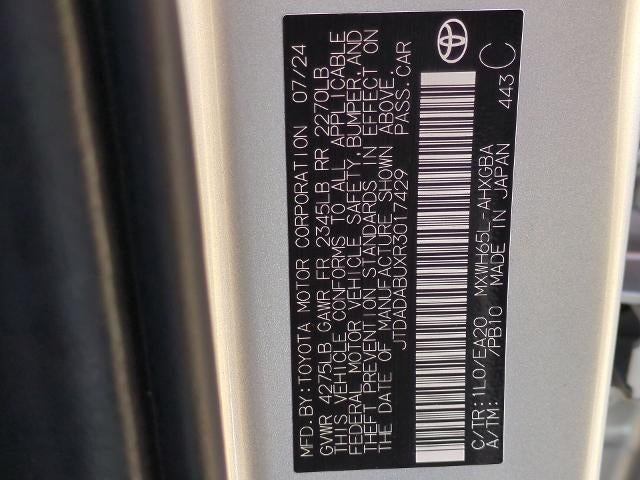 MFD.BY:TOYOTA MOTOR CORPORATION 07/24
GVWR 4275LB GAWR FR 2345LB RR 2270LB
THIS VEHICLE CONFORMS TO ALL APPLICABLE
FEDERAL MOTOR VEHICLE SAFETY, BUMPER, AND
THEFT PREVENTION STANDARDS IN EFFECT ON
THE DATE OF MANUFACTURE SHOWN ABOVE.
JTDADABUXR3017429 PASS.CAR
C/TR:1L0/EA20 MXWH65L-AHXGBA
A/TM: /PB10 MADE IN JAPAN 443 C